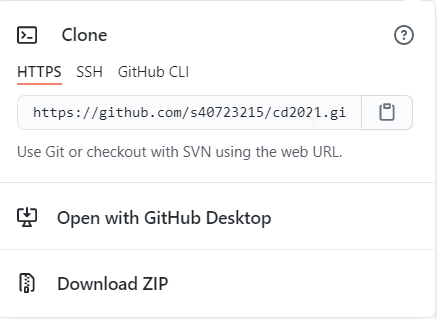 Clone
HTTPS SSH GitHub CLI
https://github.com/s40723215/cd2021.gi
Use Git or checkout with SVN using the web URL.
Open with GitHub Desktop
Download ZIP